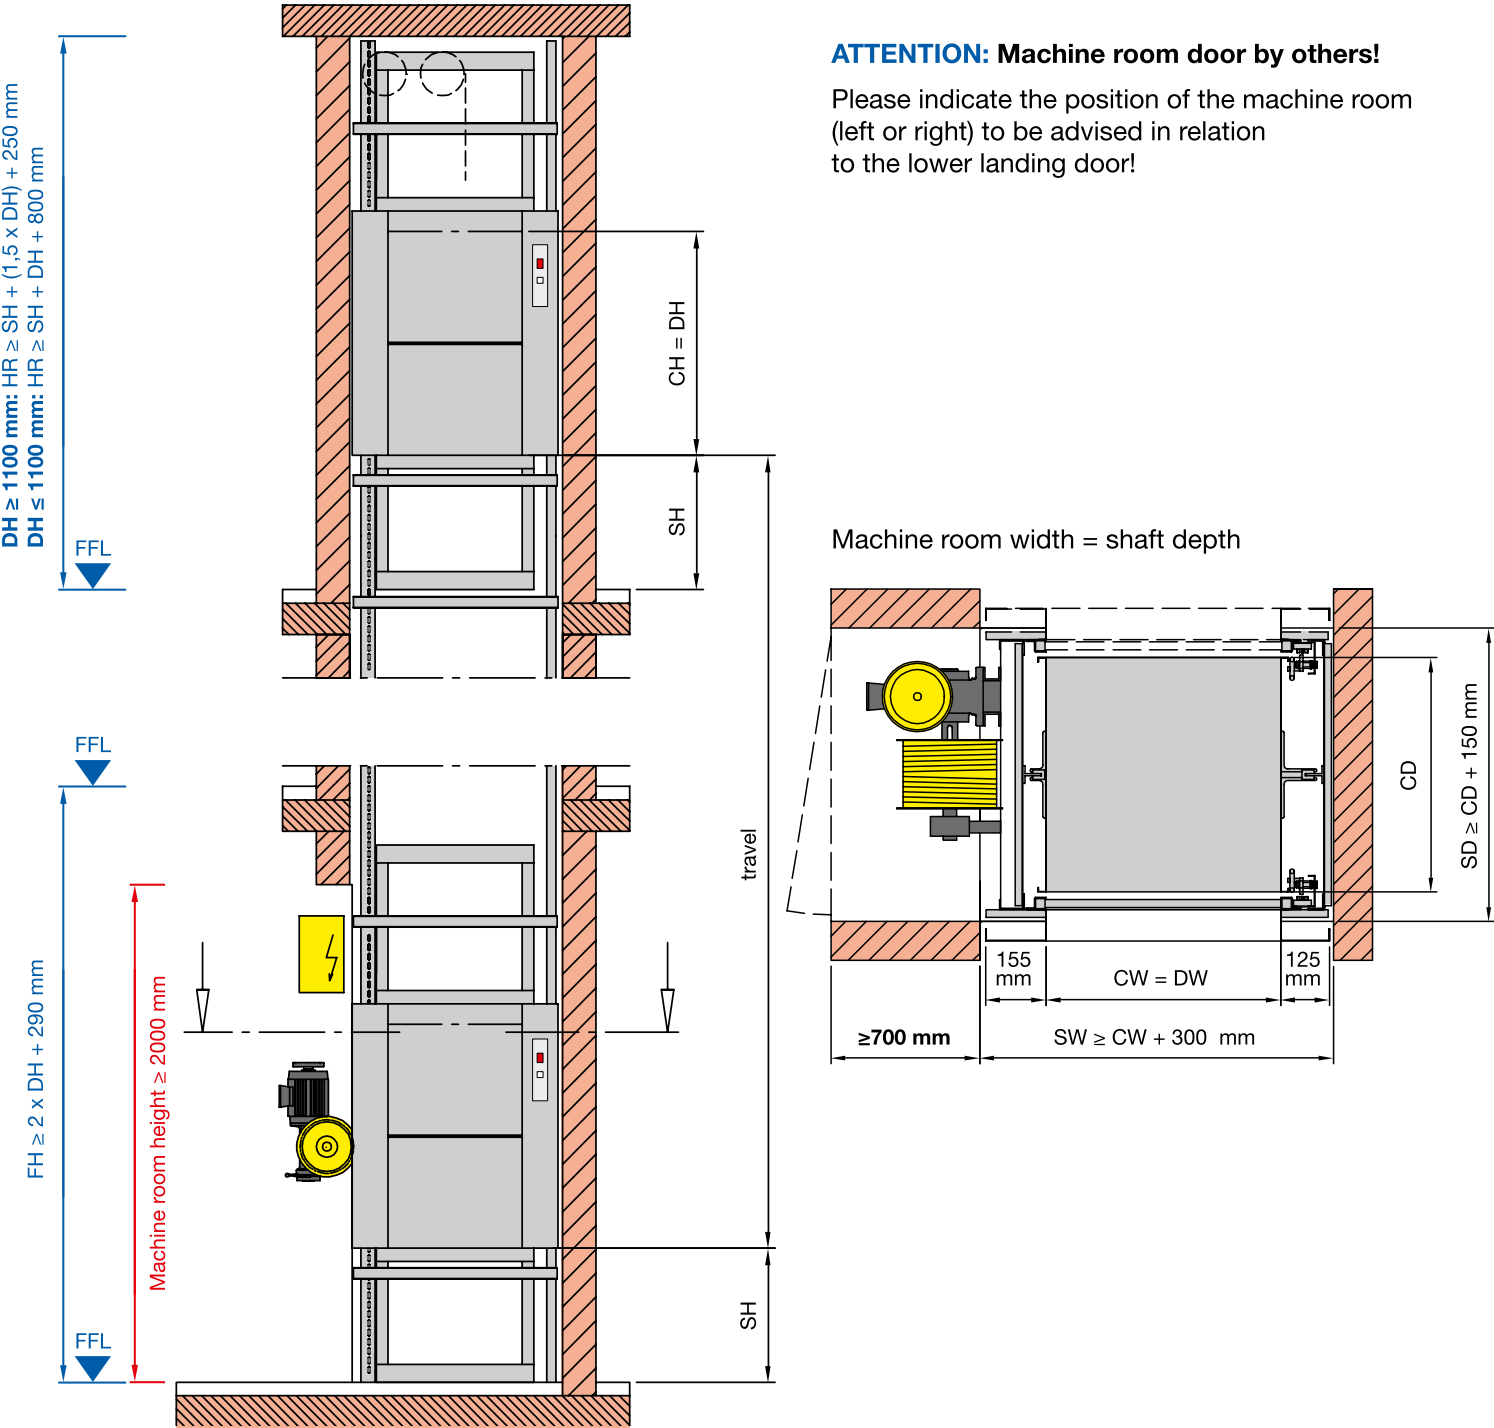 ATTENTION: Machine room door by others!
Please indicate the position of the machine room
(left or right) to be advised in relation
to the lower landing door!
DH ≥ 1100 mm: HR ≥ SH + (1,5 x DH) + 250 mm
DH ≤ 1100 mm: HR ≥ SH + DH + 800 mm
FFL
CH = DH
SH
FFL
FH ≥ 2 x DH + 290 mm
Machine room height ≥ 2000 mm
travel
SH
FFL
Machine room width = shaft depth
CD
SD ≥ CD + 150 mm
155
mm
CW = DW
125
mm
≥700 mm
SW ≥ CW + 300 mm